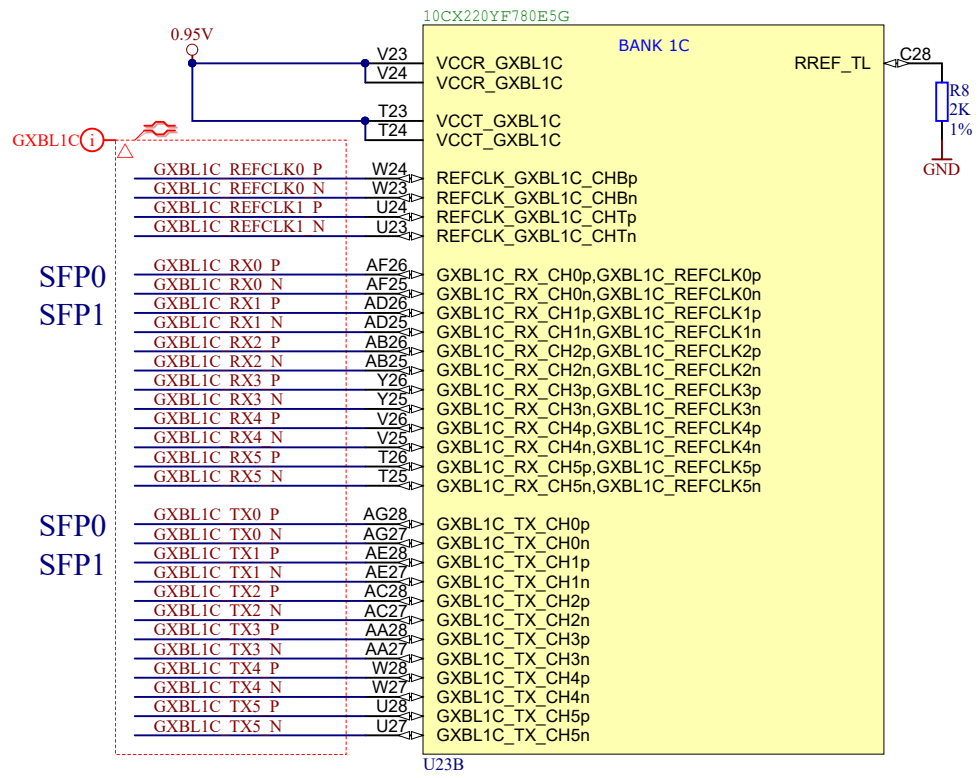 10CX220YF780E5G
BANK 1C
0.95V
V23 VCCR_GXBL1C
V24 VCCR_GXBL1C
RREF_TL C28
R8
2K
1%
GND
T23 VCCT_GXBL1C
T24 VCCT_GXBL1C
GXBL1C i
GXBL1C_REFCLK0_P W24 REFCLK_GXBL1C_CHBp
GXBL1C_REFCLK0_N W23 REFCLK_GXBL1C_CHBn
GXBL1C_REFCLK1_P U24 REFCLK_GXBL1C_CHTp
GXBL1C_REFCLK1_N U23 REFCLK_GXBL1C_CHTn
SFP0
GXBL1C_RX0_P AF26 GXBL1C_RX_CH0p,GXBL1C_REFCLK0p
GXBL1C_RX0_N AF25 GXBL1C_RX_CH0n,GXBL1C_REFCLK0n
SFP1
GXBL1C_RX1_P AD26 GXBL1C_RX_CH1p,GXBL1C_REFCLK1p
GXBL1C_RX1_N AD25 GXBL1C_RX_CH1n,GXBL1C_REFCLK1n
GXBL1C_RX2_P AB26 GXBL1C_RX_CH2p,GXBL1C_REFCLK2p
GXBL1C_RX2_N AB25 GXBL1C_RX_CH2n,GXBL1C_REFCLK2n
GXBL1C_RX3_P Y26 GXBL1C_RX_CH3p,GXBL1C_REFCLK3p
GXBL1C_RX3_N Y25 GXBL1C_RX_CH3n,GXBL1C_REFCLK3n
GXBL1C_RX4_P V26 GXBL1C_RX_CH4p,GXBL1C_REFCLK4p
GXBL1C_RX4_N V25 GXBL1C_RX_CH4n,GXBL1C_REFCLK4n
GXBL1C_RX5_P T26 GXBL1C_RX_CH5p,GXBL1C_REFCLK5p
GXBL1C_RX5_N T25 GXBL1C_RX_CH5n,GXBL1C_REFCLK5n
SFP0
GXBL1C_TX0_P AG28 GXBL1C_TX_CH0p
GXBL1C_TX0_N AG27 GXBL1C_TX_CH0n
SFP1
GXBL1C_TX1_P AE28 GXBL1C_TX_CH1p
GXBL1C_TX1_N AE27 GXBL1C_TX_CH1n
GXBL1C_TX2_P AC28 GXBL1C_TX_CH2p
GXBL1C_TX2_N AC27 GXBL1C_TX_CH2n
GXBL1C_TX3_P AA28 GXBL1C_TX_CH3p
GXBL1C_TX3_N AA27 GXBL1C_TX_CH3n
GXBL1C_TX4_P W28 GXBL1C_TX_CH4p
GXBL1C_TX4_N W27 GXBL1C_TX_CH4n
GXBL1C_TX5_P U28 GXBL1C_TX_CH5p
GXBL1C_TX5_N U27 GXBL1C_TX_CH5n
U23B